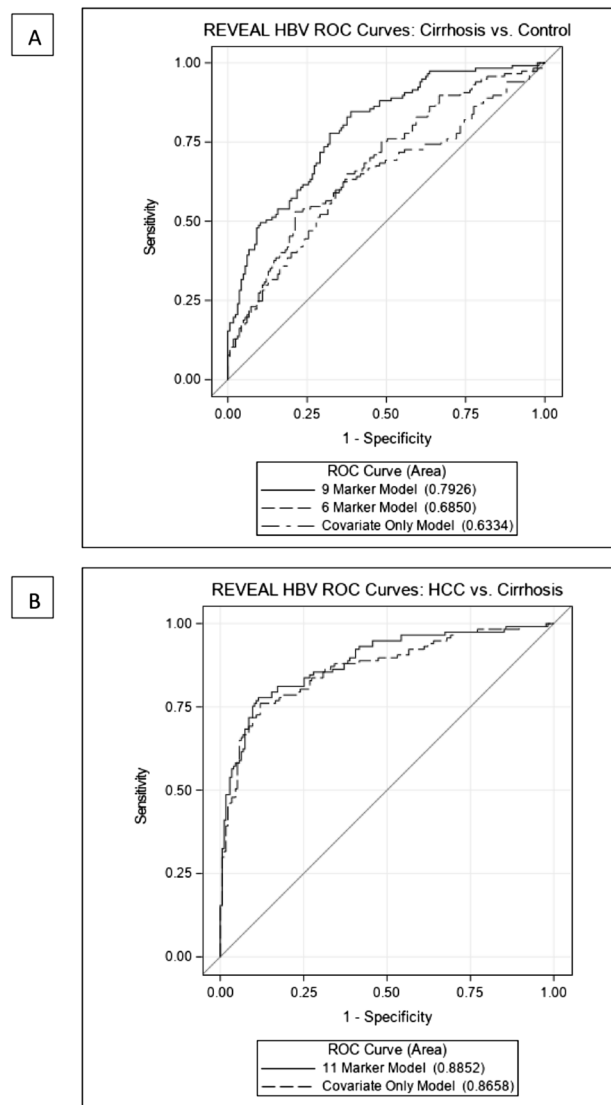 A
REVEAL HBV ROC Curves: Cirrhosis vs. Control
1.00
0.75
0.50
0.25
0.00
Sensitivity
0.00 0.25 0.50 0.75 1.00
1 - Specificity
ROC Curve (Area)
9 Marker Model (0.7926)
6 Marker Model (0.6850)
Covariate Only Model (0.6334)
B
REVEAL HBV ROC Curves: HCC vs. Cirrhosis
1.00
0.75
0.50
0.25
0.00
Sensitivity
0.00 0.25 0.50 0.75 1.00
1 - Specificity
ROC Curve (Area)
11 Marker Model (0.8852)
Covariate Only Model (0.8658)